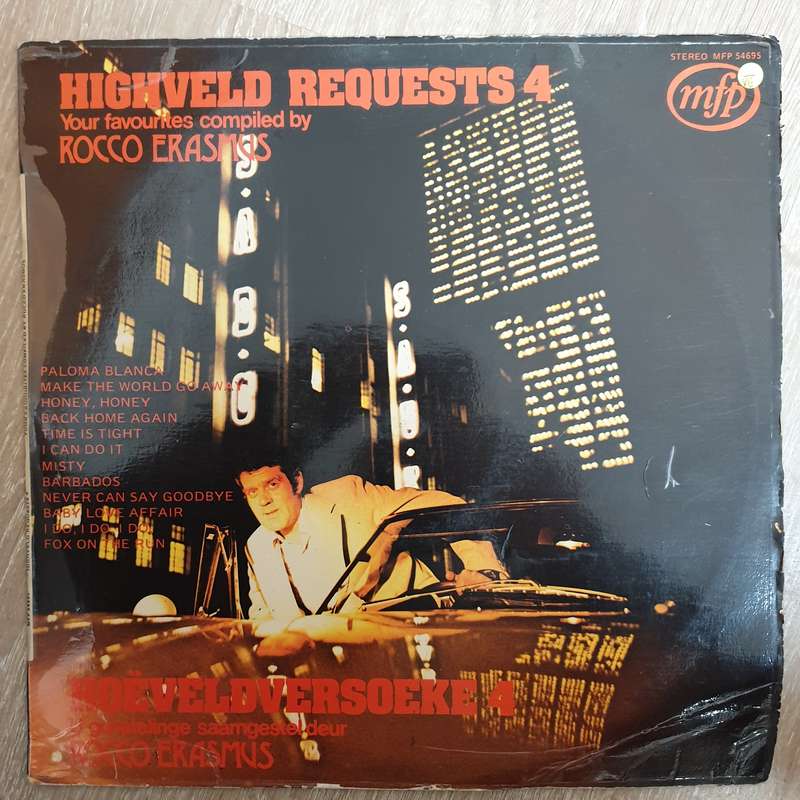 STEREO MFP 54695
mfp
HIGHVELD REQUESTS 4
Your favourites compiled by
ROCCO ERASMUS
S.A.B.C
S.A.U.K
PALOMA BLANCA
MAKE THE WORLD GO AWAY
HONEY, HONEY
BACK HOME AGAIN
TIME IS TIGHT
I CAN DO IT
MISTY
BARBADOS
NEVER CAN SAY GOODBYE
BABY LOVE AFFAIR
I DO, I DO, I DO
FOX ON THE RUN
HOËVELDVERSOEKE 4
saamgestel deur
ROCCO ERASMUS